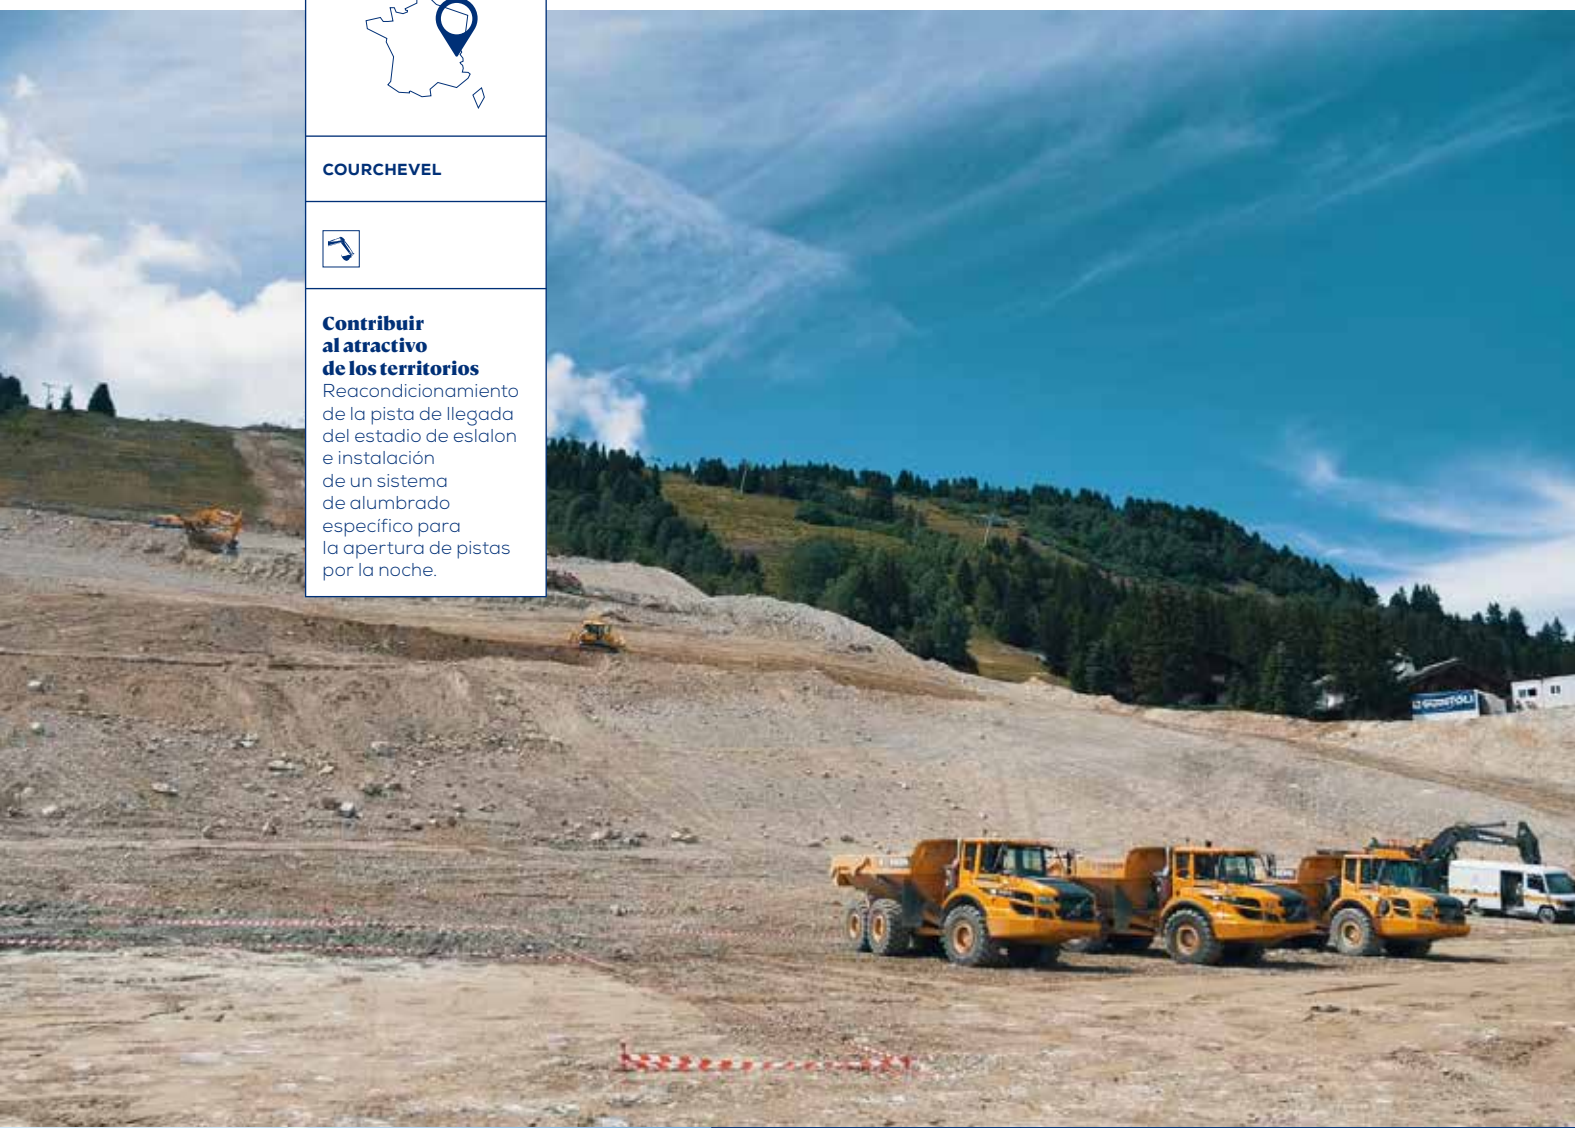 COURCHEVEL
Contribuir
al atractivo
de los territorios
Reacondicionamiento
de la pista de llegada
del estadio de eslalon
e instalación
de un sistema
de alumbrado
específico para
la apertura de pistas
por la noche.
GUINTOLI